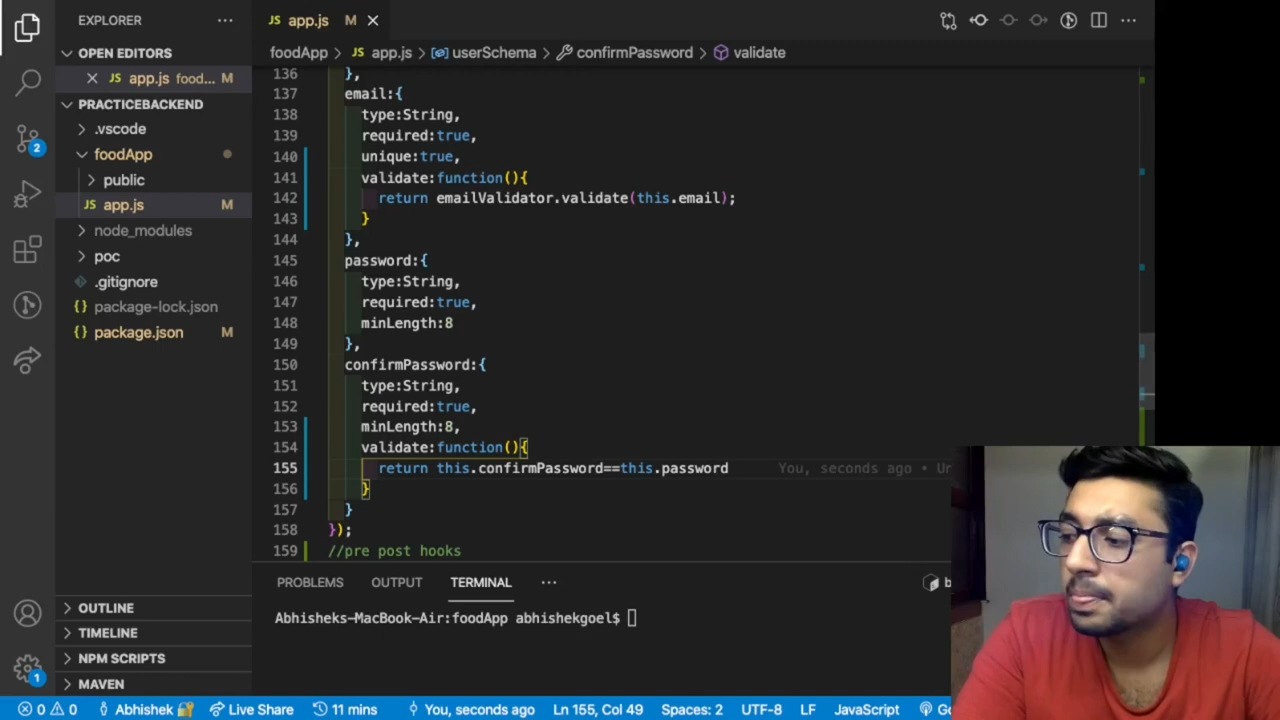 EXPLORER
···
JS app.js M
OPEN EDITORS
JS app.js food... M
PRACTICEBACKEND
.vscode
foodApp
public
JS app.js M
node_modules
poc
.gitignore
{} package-lock.json
{} package.json M
2
OUTLINE
TIMELINE
NPM SCRIPTS
MAVEN
1
foodApp > JS app.js > userSchema > confirmPassword > validate
136 },
137 email:{
138 type:String,
139 required:true,
140 unique:true,
141 validate:function(){
142 return emailValidator.validate(this.email);
143 }
144 },
145 password:{
146 type:String,
147 required:true,
148 minLength:8
149 },
150 confirmPassword:{
151 type:String,
152 required:true,
153 minLength:8,
154 validate:function(){
155 return this.confirmPassword==this.password You, seconds ago •
156 }
157 }
158 });
159 //pre post hooks
PROBLEMS OUTPUT TERMINAL ···
Abhisheks-MacBook-Air:foodApp abhishekgoel$
0 0 Abhishek Live Share 11 mins You, seconds ago Ln 155, Col 49 Spaces: 2 UTF-8 LF JavaScript